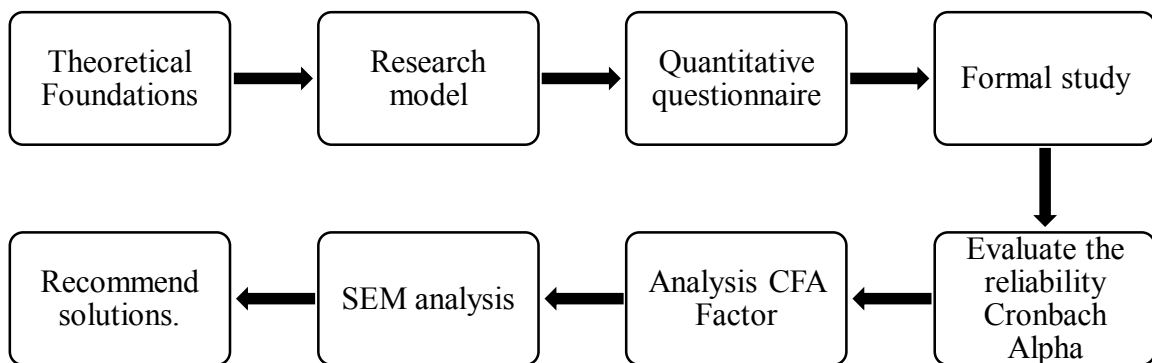 Theoretical
Foundations
Research
model
Quantitative
questionnaire
Formal study
Evaluate the
reliability
Cronbach
Alpha
Analysis CFA
Factor
SEM analysis
Recommend
solutions.